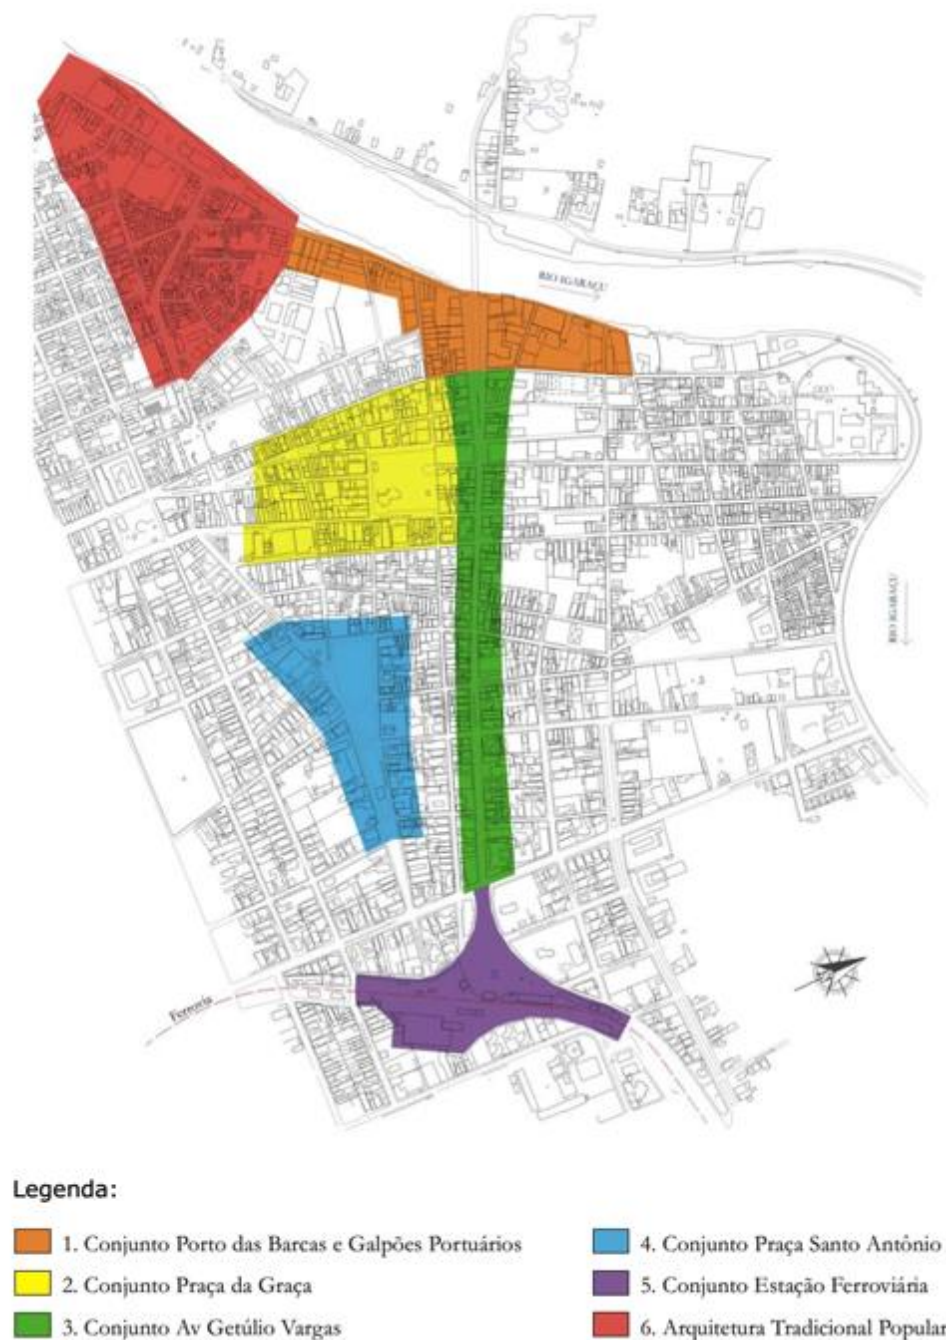 RIO IGARAÇU
RIO IGARAÇU
Ferrovia
Legenda:
1. Conjunto Porto das Barcas e Galpões Portuários
2. Conjunto Praça da Graça
3. Conjunto Av Getúlio Vargas
4. Conjunto Praça Santo Antônio
5. Conjunto Estação Ferroviária
6. Arquitetura Tradicional Popular